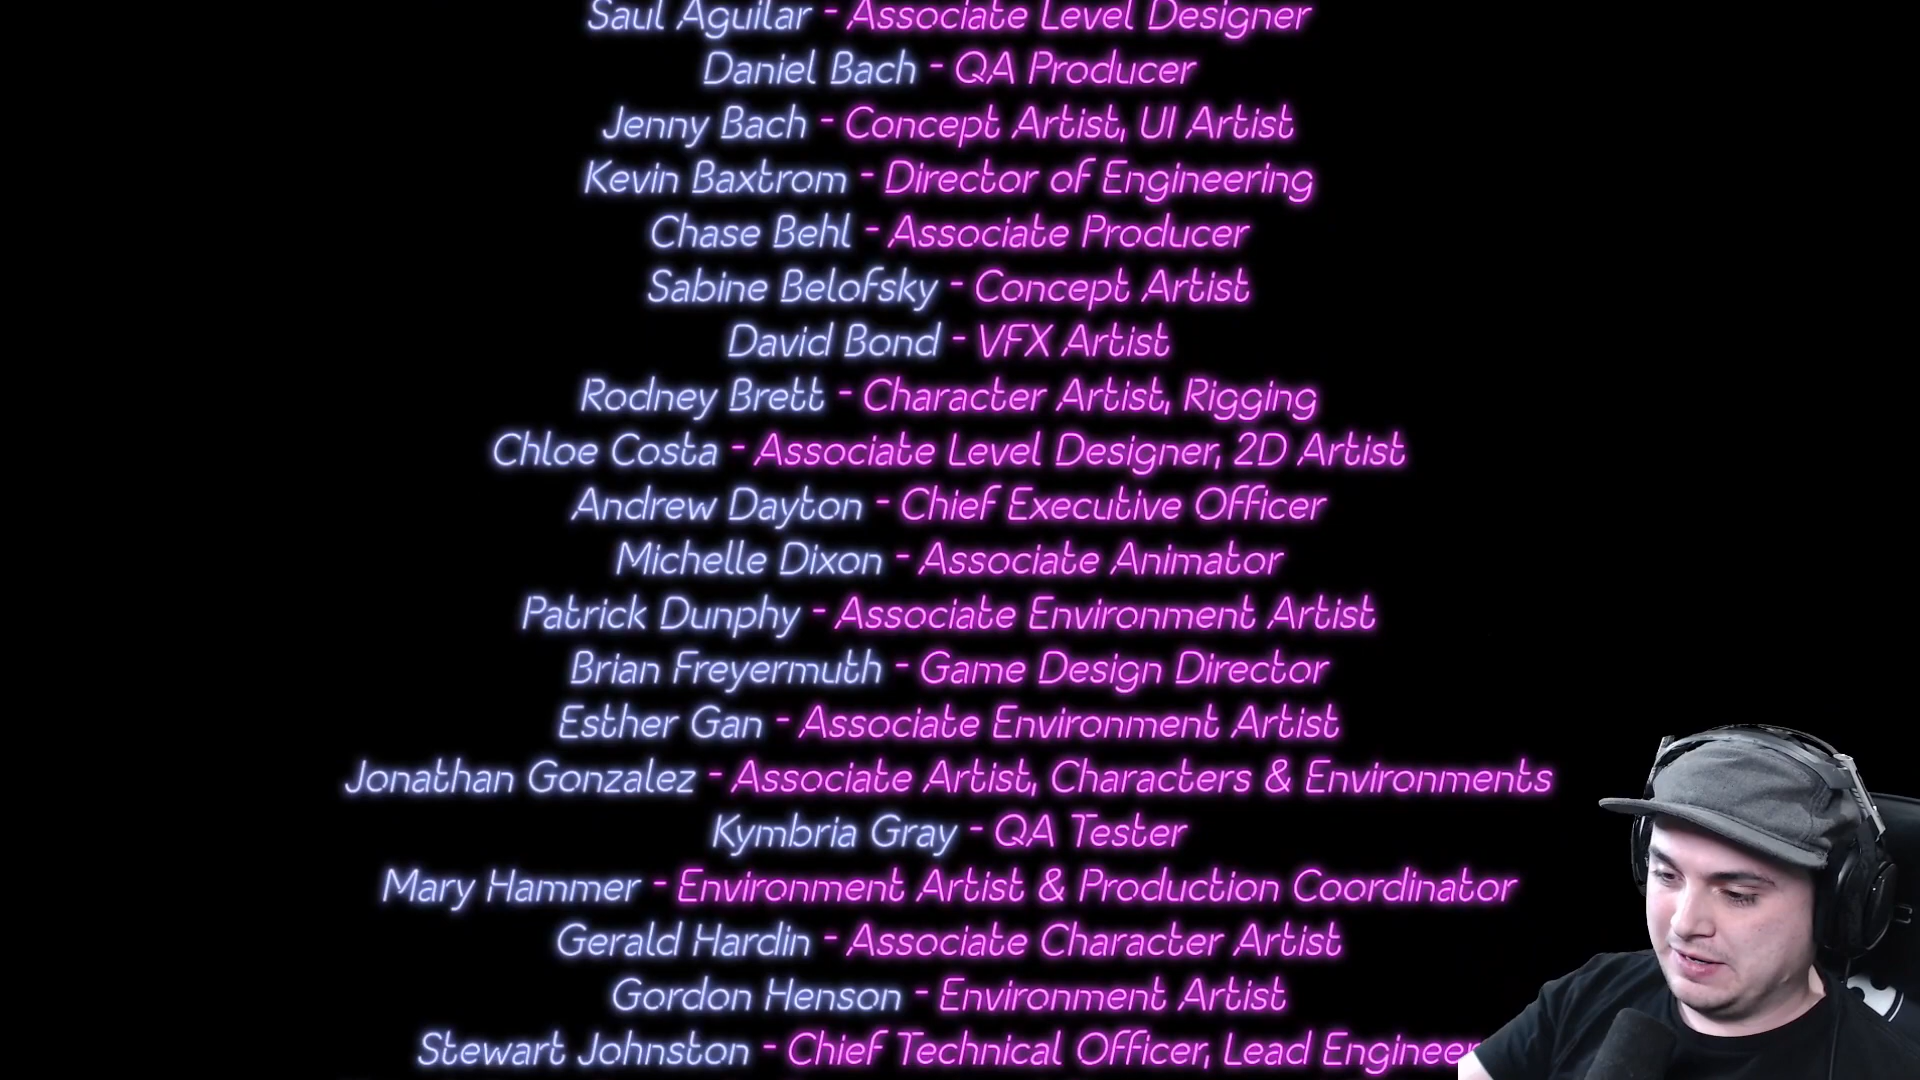 Saul Aguilar - Associate Level Designer
Daniel Bach - QA Producer
Jenny Bach - Concept Artist, UI Artist
Kevin Baxtrom - Director of Engineering
Chase Behl - Associate Producer
Sabine Belofsky - Concept Artist
David Bond - VFX Artist
Rodney Brett - Character Artist, Rigging
Chloe Costa - Associate Level Designer, 2D Artist
Andrew Dayton - Chief Executive Officer
Michelle Dixon - Associate Animator
Patrick Dunphy - Associate Environment Artist
Brian Freyermuth - Game Design Director
Esther Gan - Associate Environment Artist
Jonathan Gonzalez - Associate Artist, Characters & Environments
Kymbria Gray - QA Tester
Mary Hammer - Environment Artist & Production Coordinator
Gerald Hardin - Associate Character Artist
Gordon Henson - Environment Artist
Stewart Johnston - Chief Technical Officer, Lead Engineer